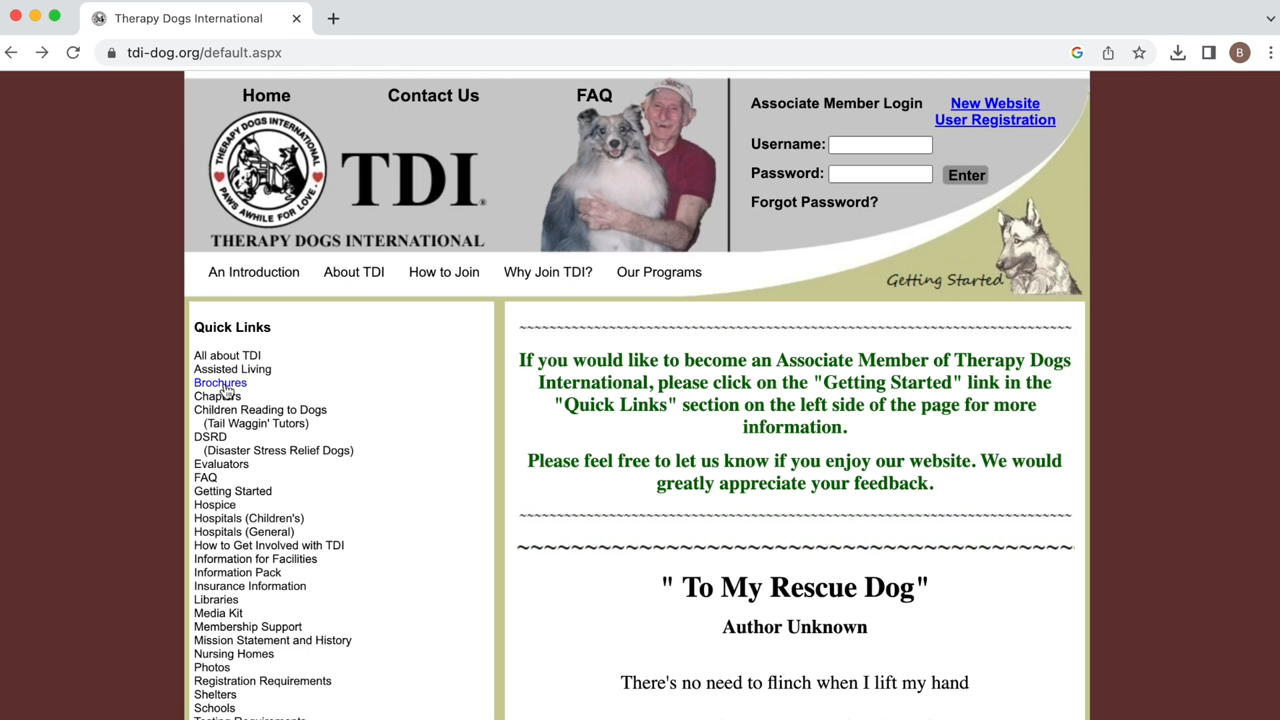 Therapy Dogs International
tdi-dog.org/default.aspx
B
Home
Contact Us
FAQ
THERAPY DOGS INTERNATIONAL
PAWS AWHILE FOR LOVE
TDI®
THERAPY DOGS INTERNATIONAL
Associate Member Login
New Website
User Registration
Username:
Password:
Enter
Forgot Password?
An Introduction
About TDI
How to Join
Why Join TDI?
Our Programs
Getting Started
Quick Links
All about TDI
Assisted Living
Brochures
Chapters
Children Reading to Dogs
(Tail Waggin' Tutors)
DSRD
(Disaster Stress Relief Dogs)
Evaluators
FAQ
Getting Started
Hospice
Hospitals (Children's)
Hospitals (General)
How to Get Involved with TDI
Information for Facilities
Information Pack
Insurance Information
Libraries
Media Kit
Membership Support
Mission Statement and History
Nursing Homes
Photos
Registration Requirements
Shelters
Schools
Testing Requirements
~~~~~~~~~~~~~~~~~~~~~~~~~~~~~~~~~~~~~~~~~~~~~~~~~~~~~~~~~~~~~~~~~~~~~
If you would like to become an Associate Member of Therapy Dogs
International, please click on the "Getting Started" link in the
"Quick Links" section on the left side of the page for more
information.
Please feel free to let us know if you enjoy our website. We would
greatly appreciate your feedback.
~~~~~~~~~~~~~~~~~~~~~~~~~~~~~~~~~~~~~~~~~~~~~~~~~~~~~~~~~~~~~~~~~~~~~
~~~~~~~~~~~~~~~~~~~~~~~~~~~~~~~~~~~~~~~~~
" To My Rescue Dog"
Author Unknown
There's no need to flinch when I lift my hand